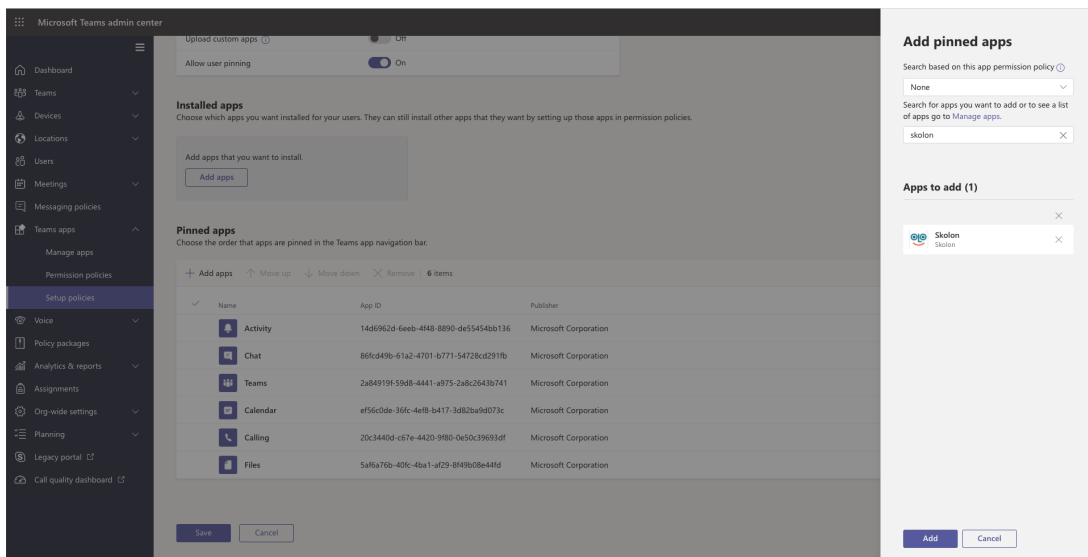 Microsoft Teams admin center
Dashboard
Teams
Devices
Locations
Users
Meetings
Messaging policies
Teams apps
Manage apps
Permission policies
Setup policies
Voice
Policy packages
Analytics & reports
Assignments
Org-wide settings
Planning
Legacy portal
Call quality dashboard
Upload custom apps Off
Allow user pinning On
Installed apps
Choose which apps you want installed for your users. They can still install other apps that they want by setting up those apps in permission policies.
Add apps that you want to install.
Add apps
Pinned apps
Choose the order that apps are pinned in the Teams app navigation bar.
Add apps Move up Move down Remove 6 items
Name App ID Publisher
Activity 14d6962d-6eeb-4f48-8890-de55454bb136 Microsoft Corporation
Chat 86fcd49b-61a2-4701-b771-54728cd291fb Microsoft Corporation
Teams 2a84919f-59d8-4441-a975-2a8c2643b741 Microsoft Corporation
Calendar ef56c0de-36fc-4ef8-b417-3d82ba9d073c Microsoft Corporation
Calling 20c3440d-c67e-4420-9f80-0e50c39693df Microsoft Corporation
Files 5af6a76b-40fc-4ba1-af29-8f49b08e44fd Microsoft Corporation
Save Cancel
Add pinned apps
Search based on this app permission policy
None
Search for apps you want to add or to see a list
of apps go to Manage apps.
skolon
Apps to add (1)
Skolon
Skolon
Add Cancel